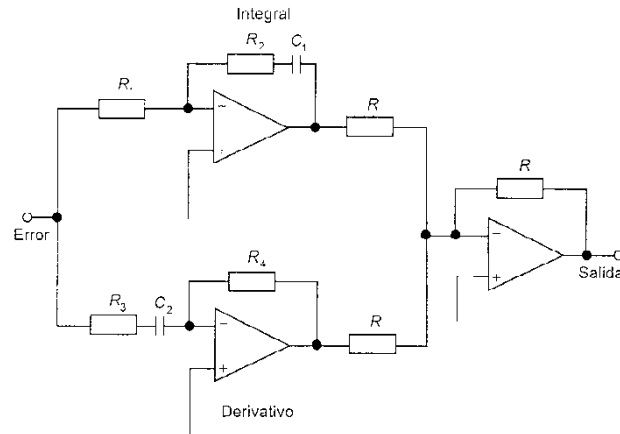 Integral
R₂
C₁
R
R
R
Error
Salida
R₃
C₂
R₄
R
Derivativo